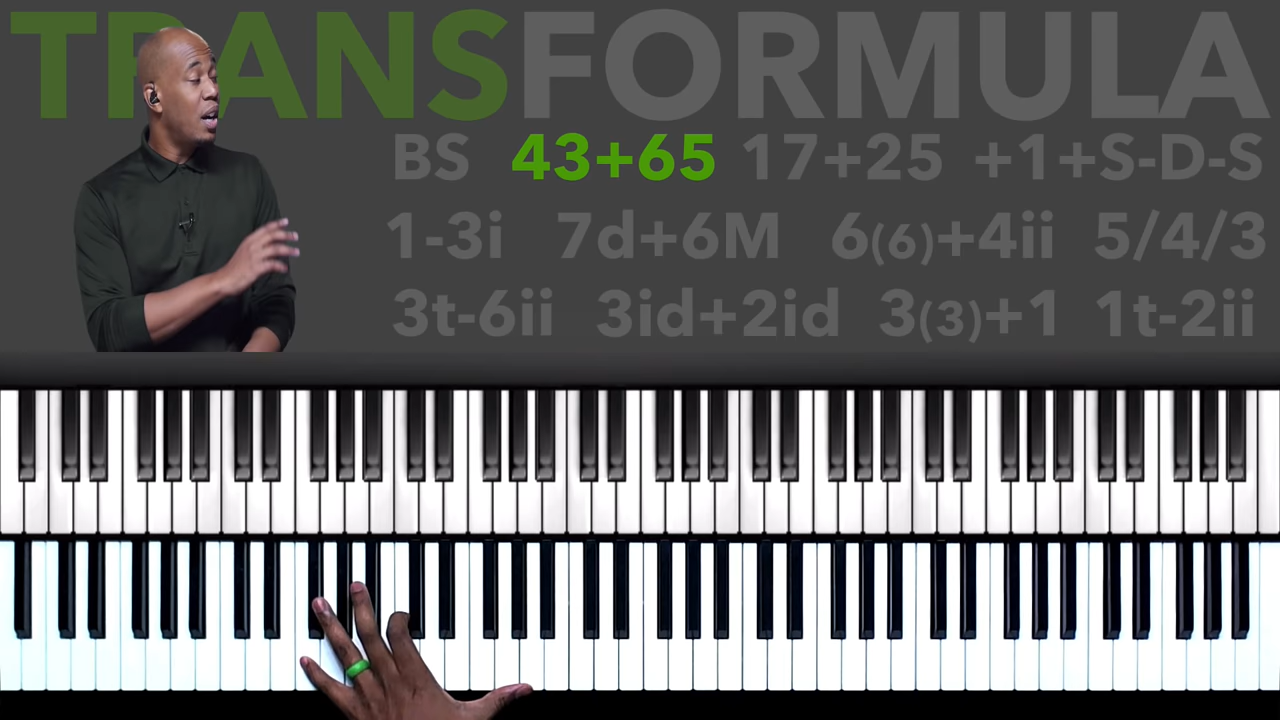 TRANSFORMULA
BS 43+65 17+25 +1+S-D-S
1-3i 7d+6M 6(6)+4ii 5/4/3
3t-6ii 3id+2id 3(3)+1 1t-2ii